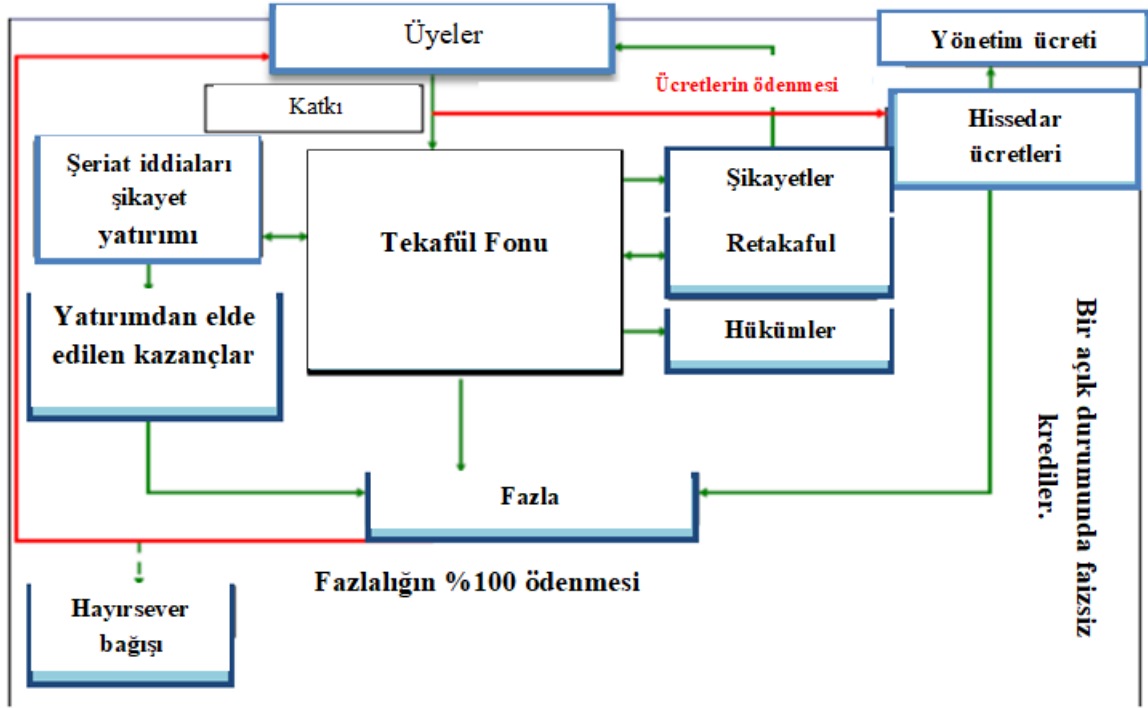 Üyeler
Yönetim ücreti
Ücretlerin ödenmesi
Katkı
Hissedar
ücretleri
Şeriat iddiaları
şikayet
yatırımı
Tekafül Fonu
Şikayetler
Retakaful
Hükümler
Yatırımdan elde
edilen kazançlar
Bir açık durumunda faizsiz
krediler.
Fazla
Fazlalığın %100 ödenmesi
Hayırsever
bağışı